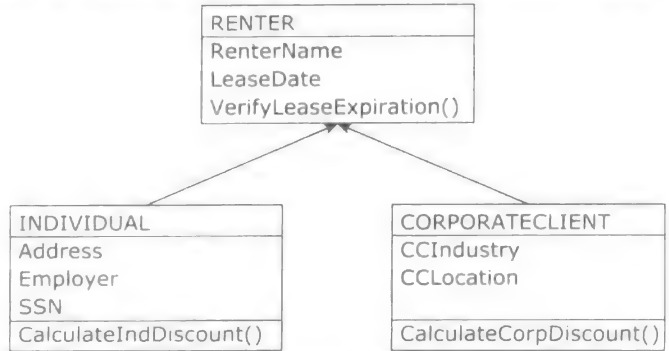 RENTER
RenterName
LeaseDate
VerifyLeaseExpiration()
INDIVIDUAL
Address
Employer
SSN
CalculateIndDiscount()
CORPORATECLIENT
CCIndustry
CCLocation
CalculateCorpDiscount()